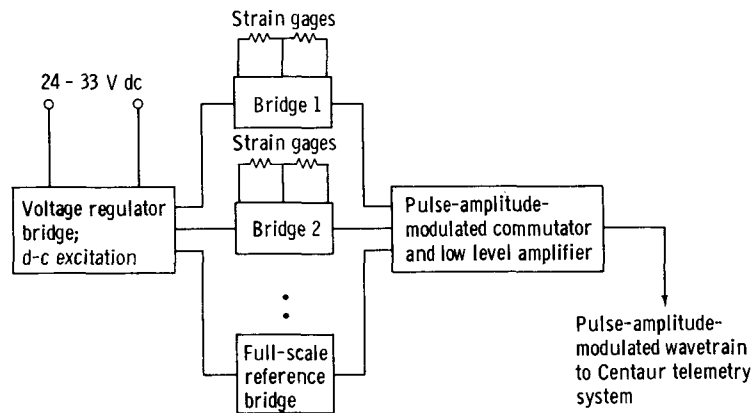 Strain gages
24 - 33 V dc
Bridge 1
Strain gages
Voltage regulator
bridge;
d-c excitation
Bridge 2
Pulse-amplitude-
modulated commutator
and low level amplifier
Full-scale
reference
bridge
Pulse-amplitude-
modulated wavetrain
to Centaur telemetry
system